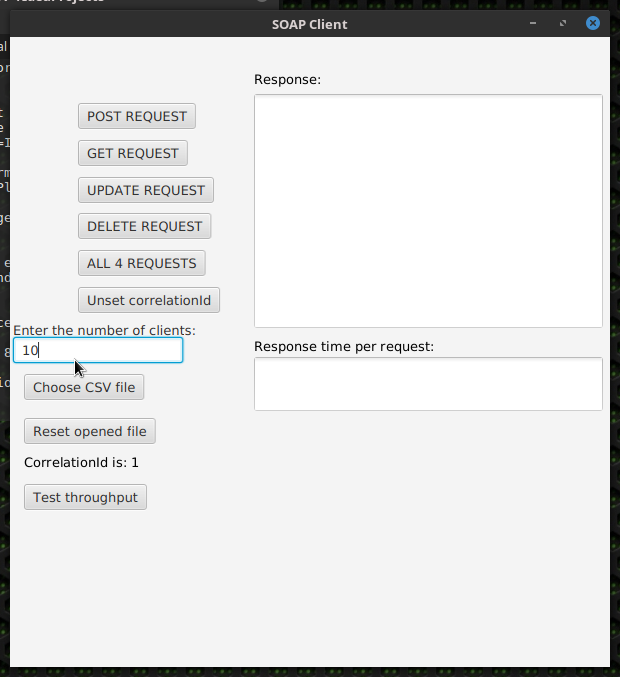 SOAP Client
Response:
POST REQUEST
GET REQUEST
UPDATE REQUEST
DELETE REQUEST
ALL 4 REQUESTS
Unset correlationId
Enter the number of clients:
10
Response time per request:
Choose CSV file
Reset opened file
CorrelationId is: 1
Test throughput